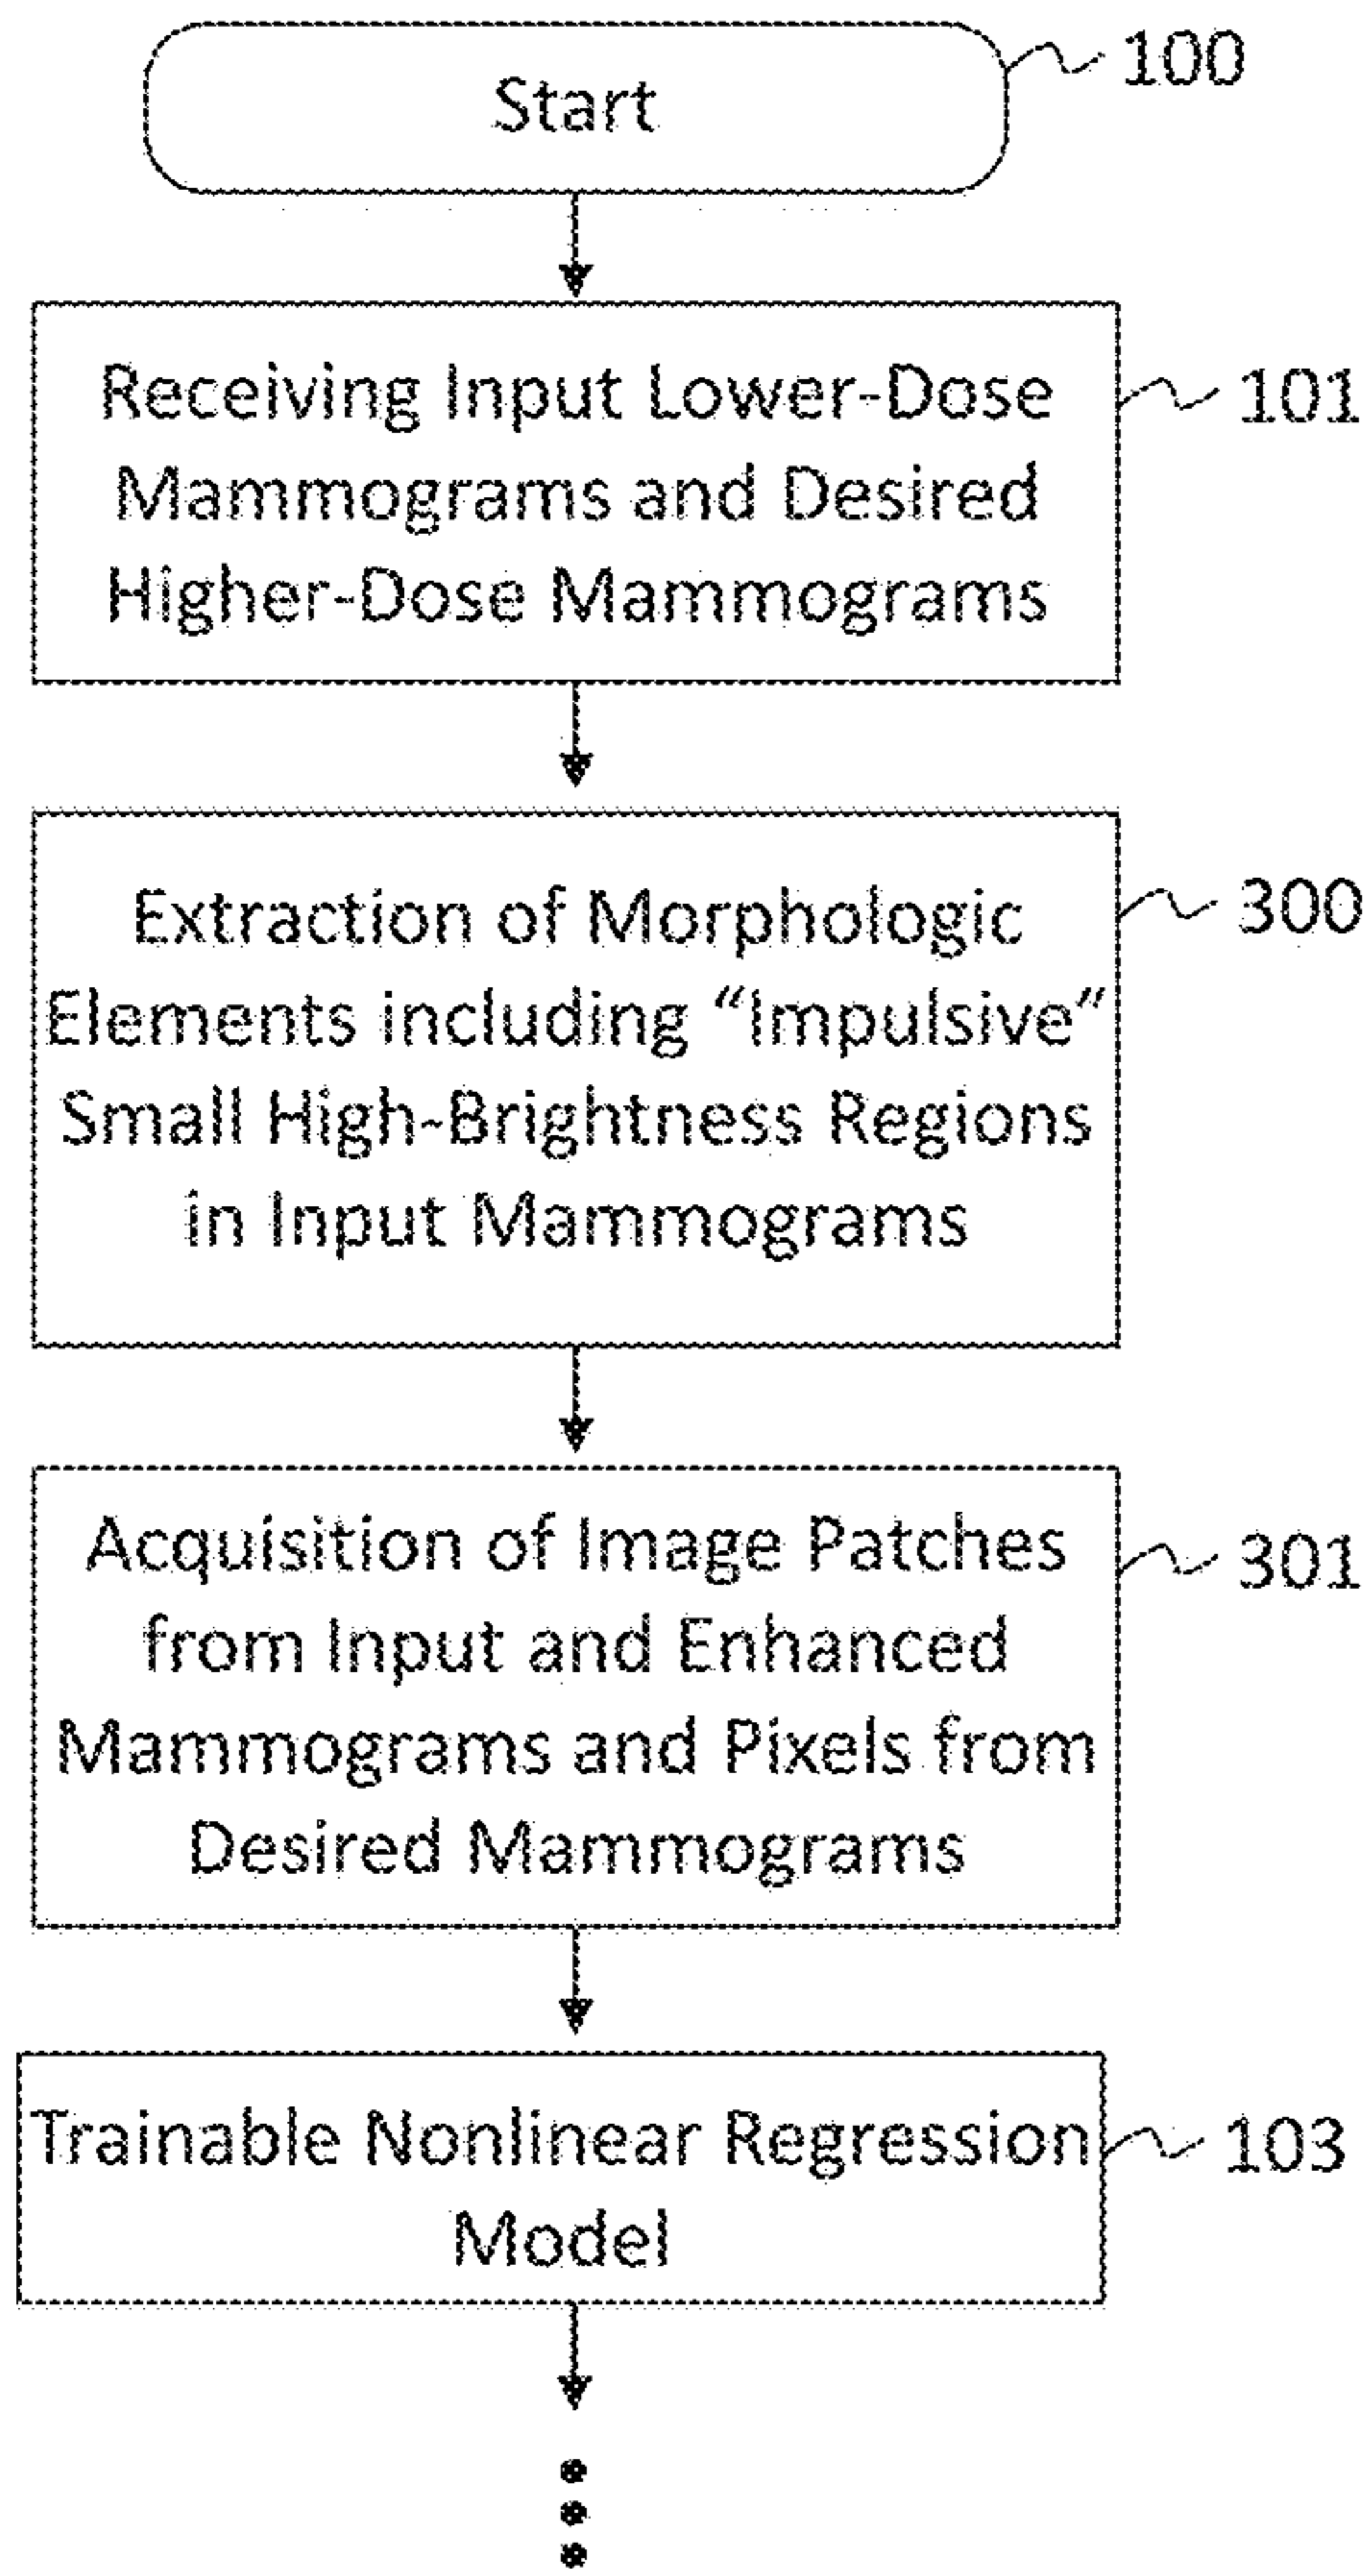 Start
100
Receiving Input Lower-Dose
Mammograms and Desired
Higher-Dose Mammograms
101
Extraction of Morphologic
Elements including “Impulsive”
Small High-Brightness Regions
in Input Mammograms
300
Acquisition of Image Patches
from Input and Enhanced
Mammograms and Pixels from
Desired Mammograms
301
Trainable Nonlinear Regression
Model
103